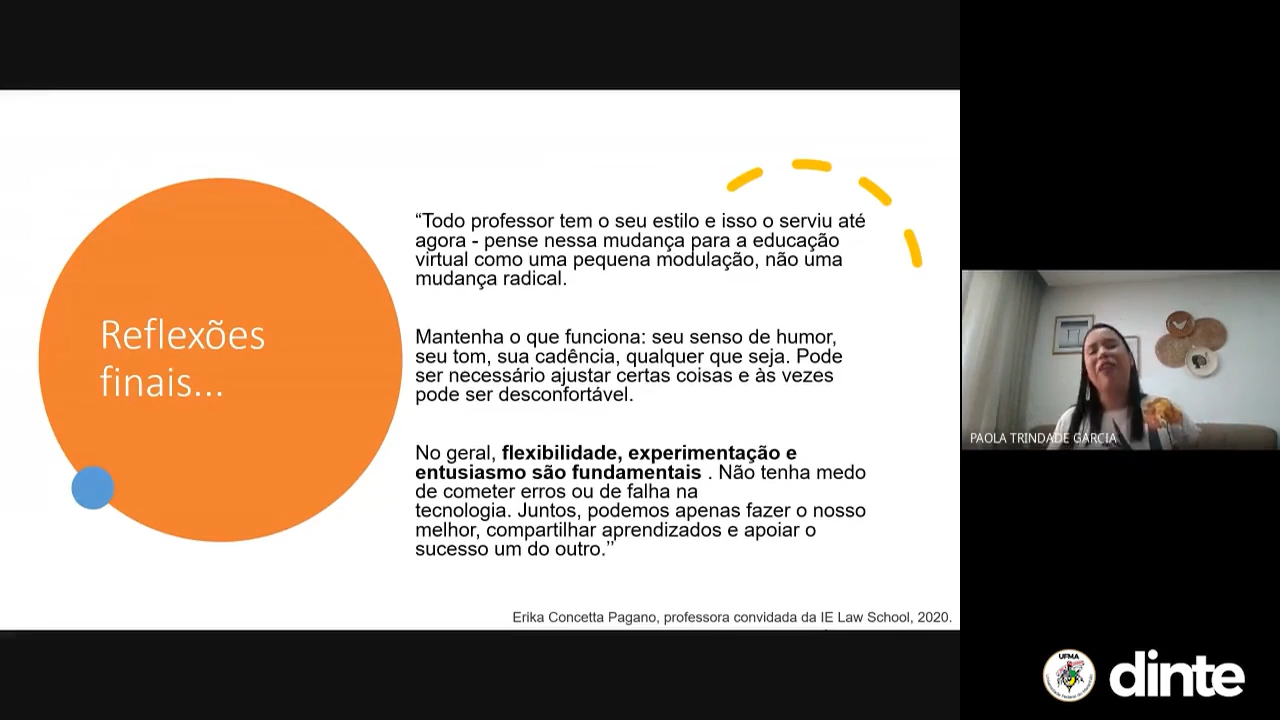 Reflexões
finais...
“Todo professor tem o seu estilo e isso o serviu até
agora - pense nessa mudança para a educação
virtual como uma pequena modulação, não uma
mudança radical.
Mantenha o que funciona: seu senso de humor,
seu tom, sua cadência, qualquer que seja. Pode
ser necessário ajustar certas coisas e às vezes
pode ser desconfortável.
No geral, flexibilidade, experimentação e
entusiasmo são fundamentais . Não tenha medo
de cometer erros ou de falha na
tecnologia. Juntos, podemos apenas fazer o nosso
melhor, compartilhar aprendizados e apoiar o
sucesso um do outro.”
Erika Concetta Pagano, professora convidada da IE Law School, 2020.
PAOLA TRINDADE GARCIA
UFMA
dinte